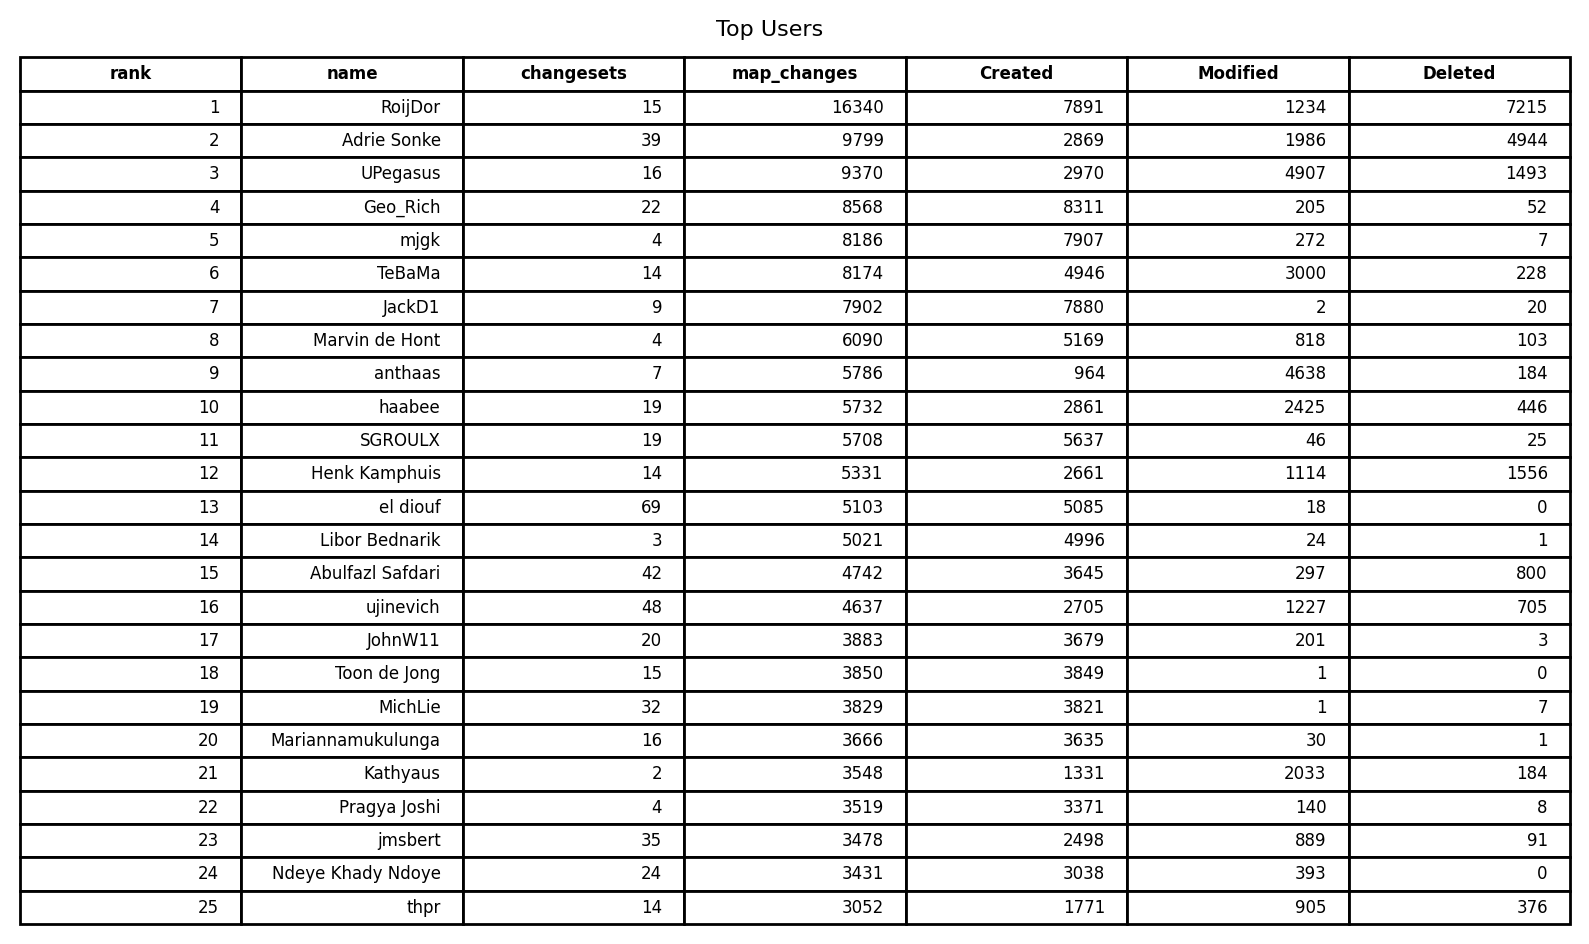 Top Users
rank name changesets map_changes Created Modified Deleted
1 RoijDor 15 16340 7891 1234 7215
2 Adrie Sonke 39 9799 2869 1986 4944
3 UPegasus 16 9370 2970 4907 1493
4 Geo_Rich 22 8568 8311 205 52
5 mjgk 4 8186 7907 272 7
6 TeBaMa 14 8174 4946 3000 228
7 JackD1 9 7902 7880 2 20
8 Marvin de Hont 4 6090 5169 818 103
9 anthaas 7 5786 964 4638 184
10 haabee 19 5732 2861 2425 446
11 SGROULX 19 5708 5637 46 25
12 Henk Kamphuis 14 5331 2661 1114 1556
13 el diouf 69 5103 5085 18 0
14 Libor Bednarik 3 5021 4996 24 1
15 Abulfazl Safdari 42 4742 3645 297 800
16 ujinevich 48 4637 2705 1227 705
17 JohnW11 20 3883 3679 201 3
18 Toon de Jong 15 3850 3849 1 0
19 MichLie 32 3829 3821 1 7
20 Mariannamukulunga 16 3666 3635 30 1
21 Kathyaus 2 3548 1331 2033 184
22 Pragya Joshi 4 3519 3371 140 8
23 jmsbert 35 3478 2498 889 91
24 Ndeye Khady Ndoye 24 3431 3038 393 0
25 thpr 14 3052 1771 905 376